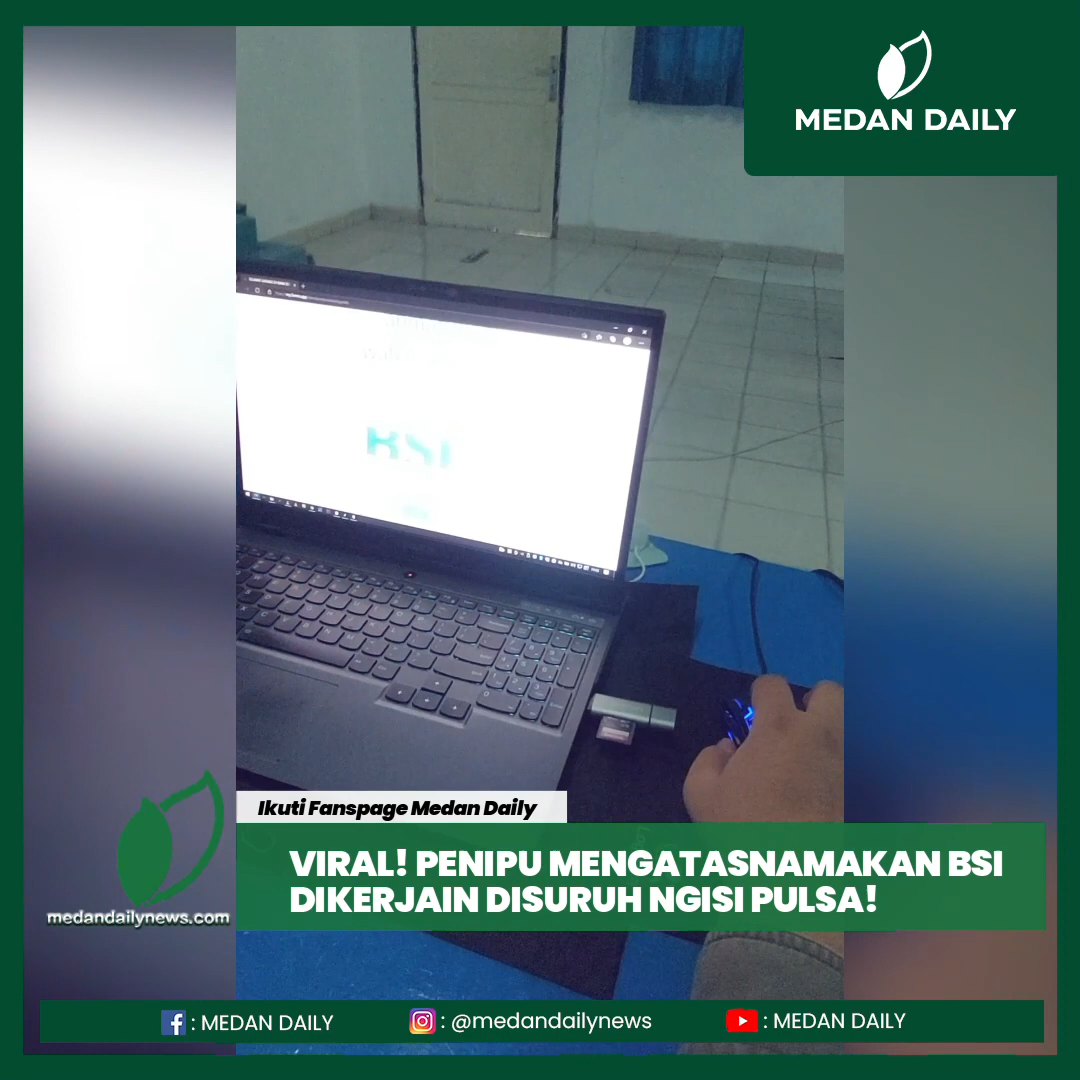 MEDAN DAILY
BSI
Ikuti Fanspage Medan Daily
VIRAL! PENIPU MENGATASNAMAKAN BSI
DIKERJAIN DISURUH NGISI PULSA!
medandailynews.com
: MEDAN DAILY
: @medandailynews
: MEDAN DAILY